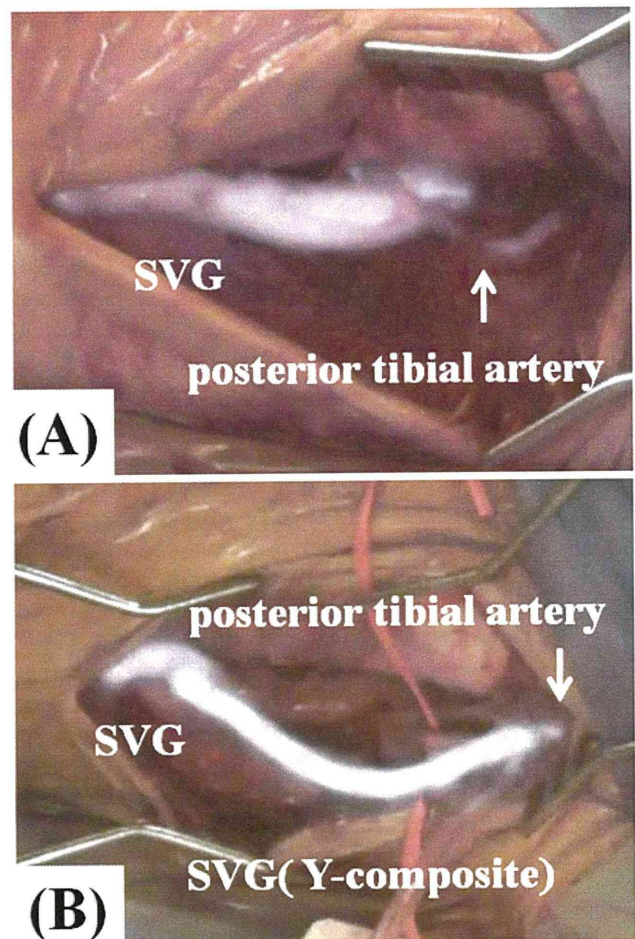 SVG
posterior tibial artery
(A)
posterior tibial artery
SVG
SVG( Y-composite)
(B)